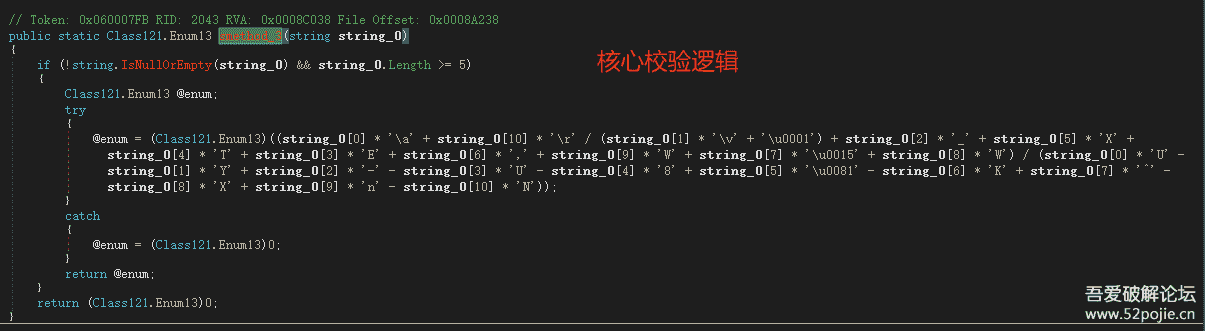 // Token: 0x060007FB RID: 2043 RVA: 0x0008C038 File Offset: 0x0008A238
public static Class121.Enum13 (string string_0)
{
核心校验逻辑
if (!string.IsNullOrEmpty(string_0) && string_0.Length >= 5)
{
Class121.Enum13 @enum;
try
{
@enum = (Class121.Enum13)((string_0[0] * '\a' + string_0[10] * '\r' / (string_0[1] * '\v' + '\u0001') + string_0[2] * '_' + string_0[5] * 'X' +
string_0[4] * 'T' + string_0[3] * 'E' + string_0[6] * ',' + string_0[9] * 'W' + string_0[7] * '\u0015' + string_0[8] * 'W') / (string_0[0] * 'U' -
string_0[1] * 'Y' + string_0[2] * '-' - string_0[3] * 'U' - string_0[4] * '8' + string_0[5] * '\u0081' - string_0[6] * 'K' + string_0[7] * '^' -
string_0[8] * 'X' + string_0[9] * 'n' - string_0[10] * 'N'));
}
catch
{
@enum = (Class121.Enum13)0;
}
return @enum;
}
return (Class121.Enum13)0;
}
吾爱破解论坛
www.52pojie.cn